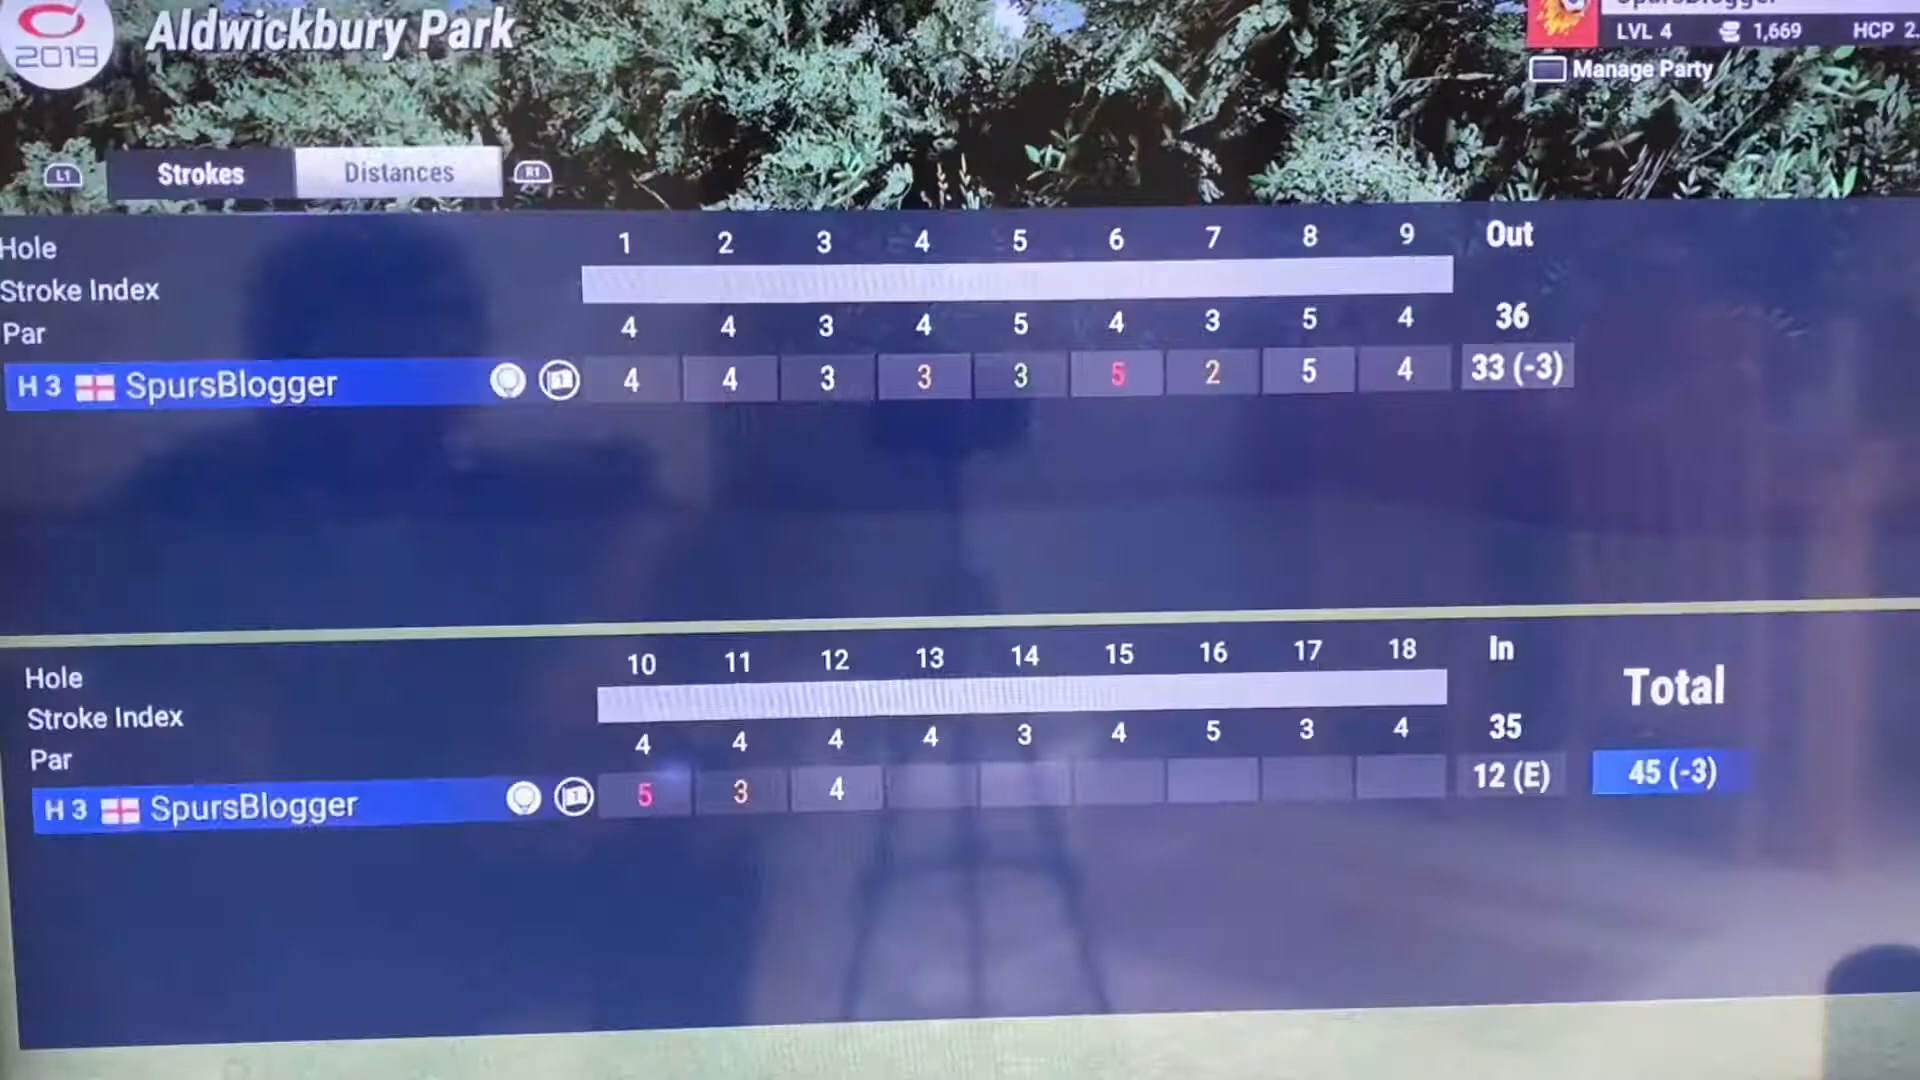 2019
Aldwickbury Park
SpursBlogger
LVL 4 1,669 HCP 2.
Manage Party
L1 Strokes Distances R1
Hole 1 2 3 4 5 6 7 8 9 Out
Stroke Index
Par 4 4 3 4 5 4 3 5 4 36
H 3 SpursBlogger 4 4 3 3 3 5 2 5 4 33 (-3)
Hole 10 11 12 13 14 15 16 17 18 In Total
Stroke Index
Par 4 4 4 4 3 4 5 3 4 35
H 3 SpursBlogger 5 3 4 12 (E) 45 (-3)